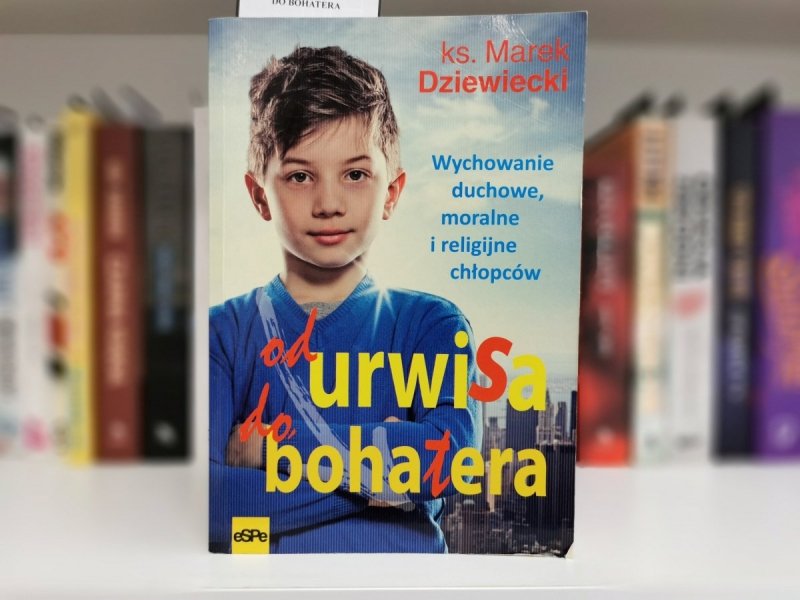 DO BOHATERA
ks. Marek
Dziewiecki
Wychowanie
duchowe,
moralne
i religijne
chłopców
od
urwiSa
do
bohatera
eSPe